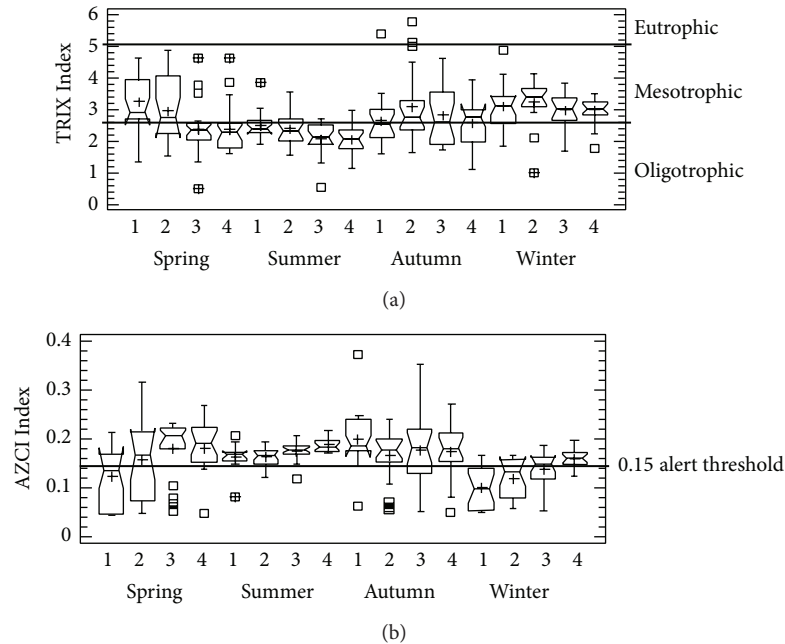 6
5
4
3
2
1
0
TRIX Index
Eutrophic
Mesotrophic
Oligotrophic
1 2 3 4 1 2 3 4 1 2 3 4 1 2 3 4
Spring Summer Autumn Winter
(a)
0.4
0.3
0.2
0.1
0
AZCI Index
0.15 alert threshold
1 2 3 4 1 2 3 4 1 2 3 4 1 2 3 4
Spring Summer Autumn Winter
(b)